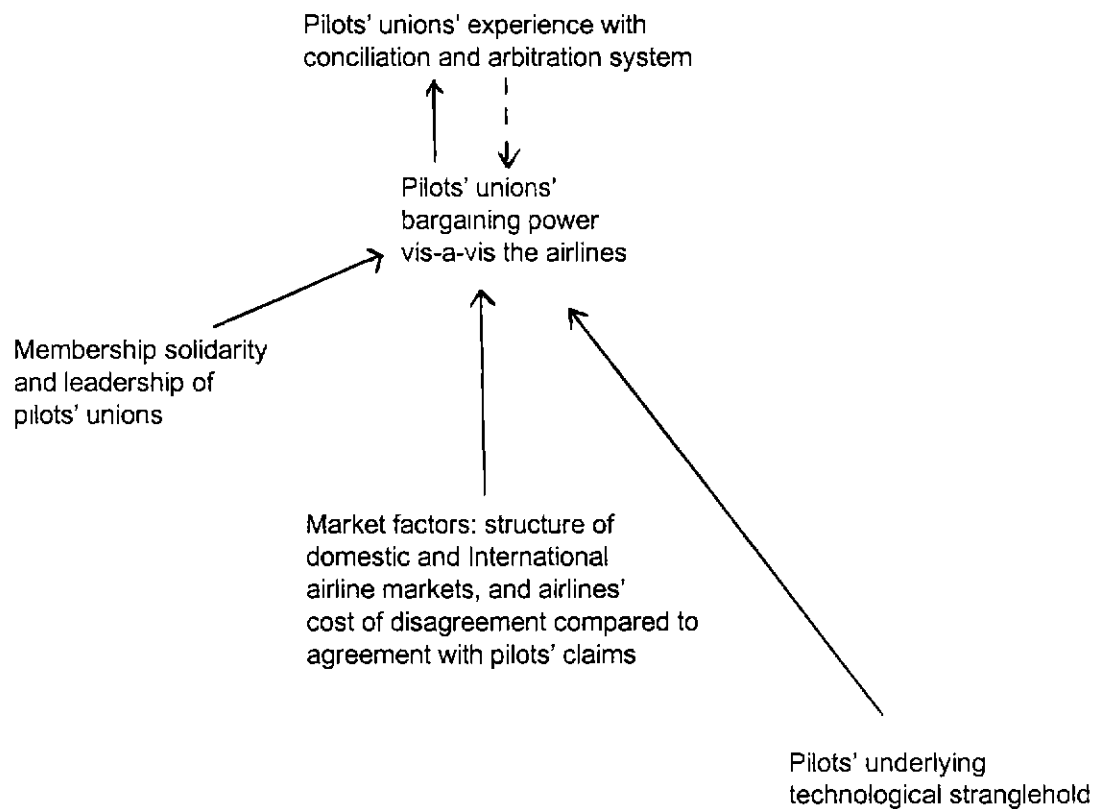 Pilots' unions' experience with
conciliation and arbitration system
Pilots' unions'
bargaining power
vis-a-vis the airlines
Membership solidarity
and leadership of
pilots' unions
Market factors: structure of
domestic and International
airline markets, and airlines'
cost of disagreement compared to
agreement with pilots' claims
Pilots' underlying
technological stranglehold